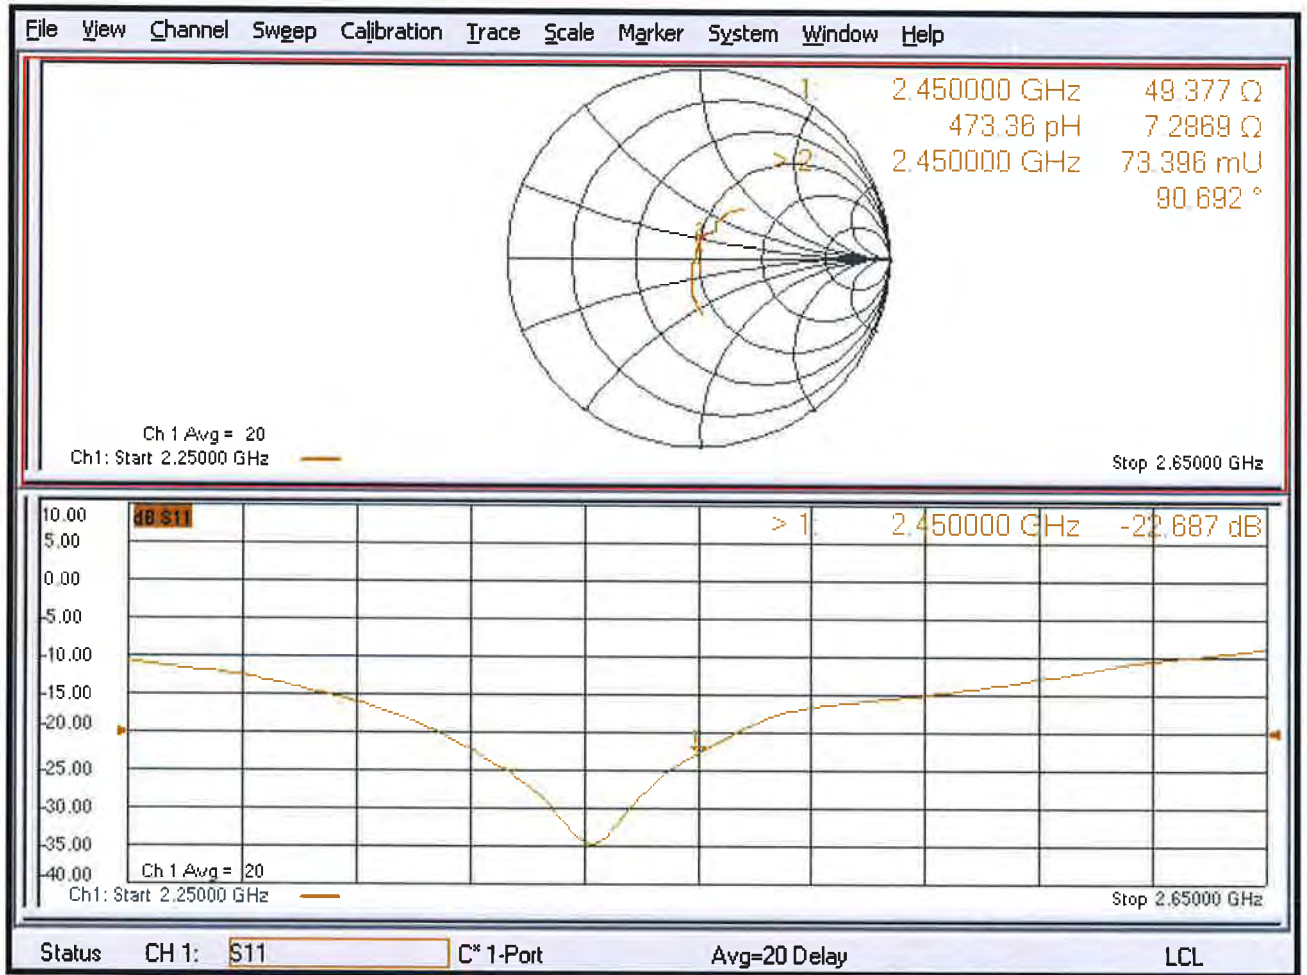 File View Channel Sweep Calibration Trace Scale Marker System Window Help
1: 2.450000 GHz 49.377 Ω
473.36 pH 7.2869 Ω
> 2: 2.450000 GHz 73.396 mU
90.692 °
Ch 1 Avg = 20
Ch1: Start 2.25000 GHz
Stop 2.65000 GHz
10.00
dB S11
> 1: 2.450000 GHz -22.687 dB
5.00
0.00
-5.00
-10.00
-15.00
-20.00
-25.00
-30.00
-35.00
-40.00
Ch 1 Avg = 20
Ch1: Start 2.25000 GHz
Stop 2.65000 GHz
Status CH 1: S11 C* 1-Port Avg=20 Delay LCL